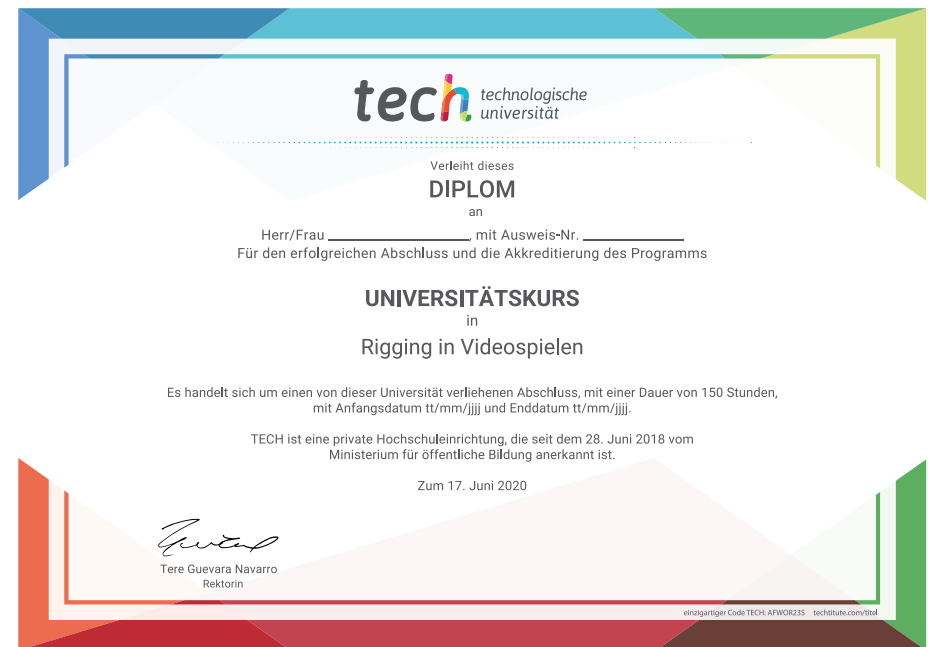 tech technologische
universität
Verleiht dieses
DIPLOM
an
Herr/Frau ____________________, mit Ausweis-Nr. ______________
Für den erfolgreichen Abschluss und die Akkreditierung des Programms
UNIVERSITÄTSKURS
in
Rigging in Videospielen
Es handelt sich um einen von dieser Universität verliehenen Abschluss, mit einer Dauer von 150 Stunden,
mit Anfangsdatum tt/mm/jjjj und Enddatum tt/mm/jjjj.
TECH ist eine private Hochschuleinrichtung, die seit dem 28. Juni 2018 vom
Ministerium für öffentliche Bildung anerkannt ist.
Zum 17. Juni 2020
Tere Guevara Navarro
Rektorin
einzigartiger Code TECH: AFWOR23S techtitute.com/titel